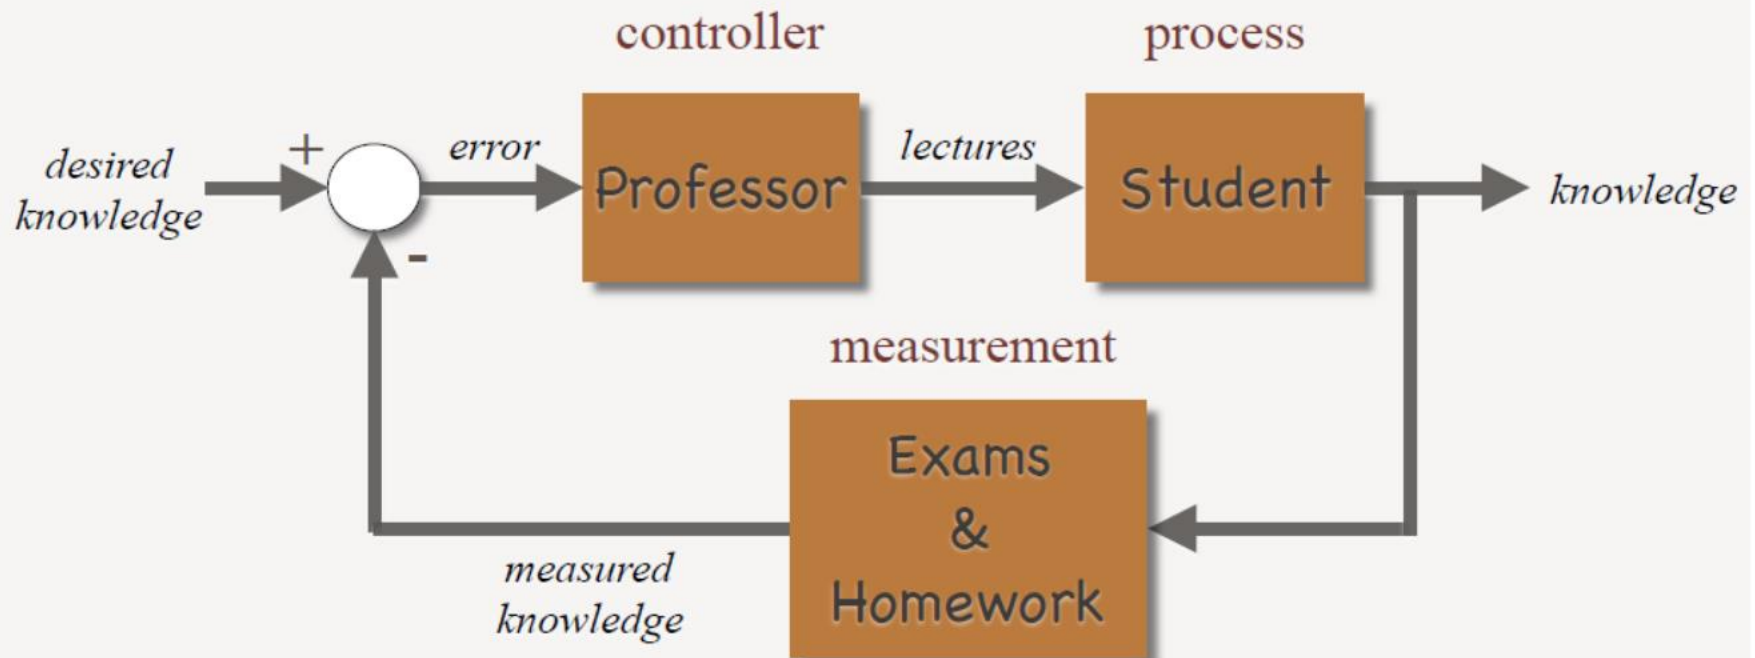 controller
process
desired
knowledge
+
-
error
Professor
lectures
Student
knowledge
measurement
Exams
&
Homework
measured
knowledge